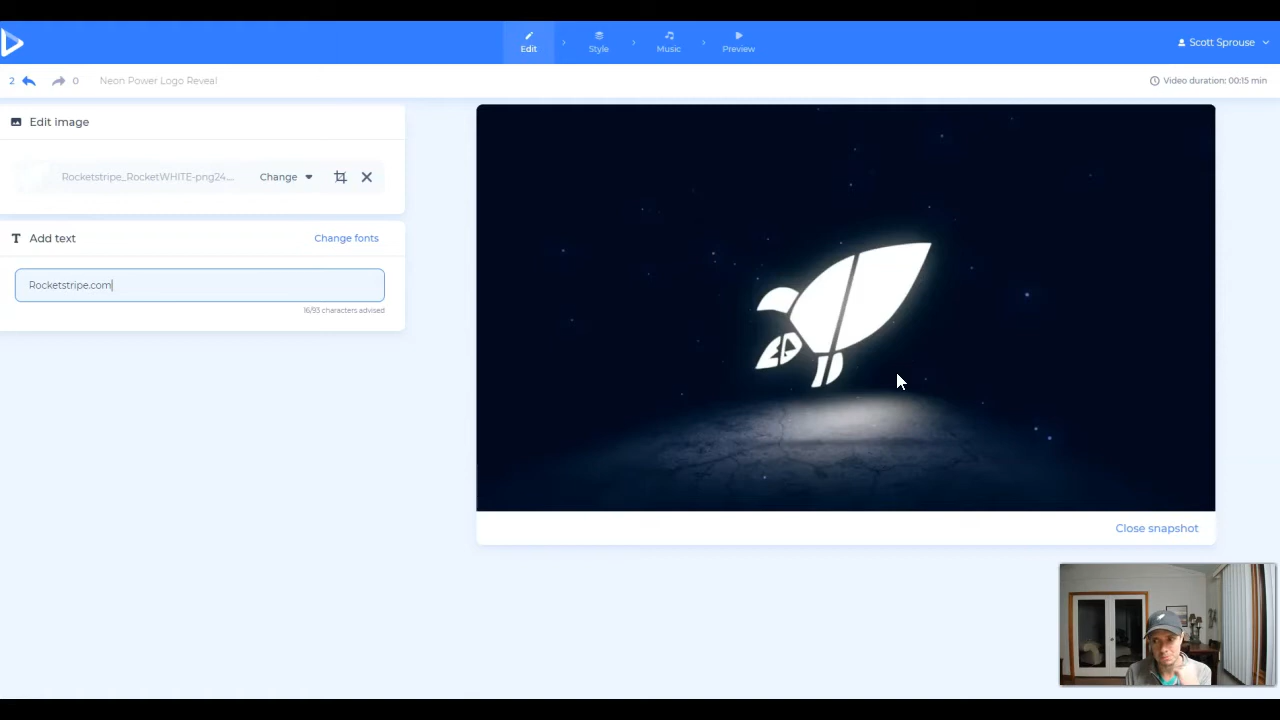 Edit
Style
Music
Preview
Scott Sprouse
2
0
Neon Power Logo Reveal
Video duration: 00:15 min
Edit image
Rocketstripe_RocketWHITE-png24....
Change
Add text
Change fonts
Rocketstripe.com
16/93 characters advised
Close snapshot